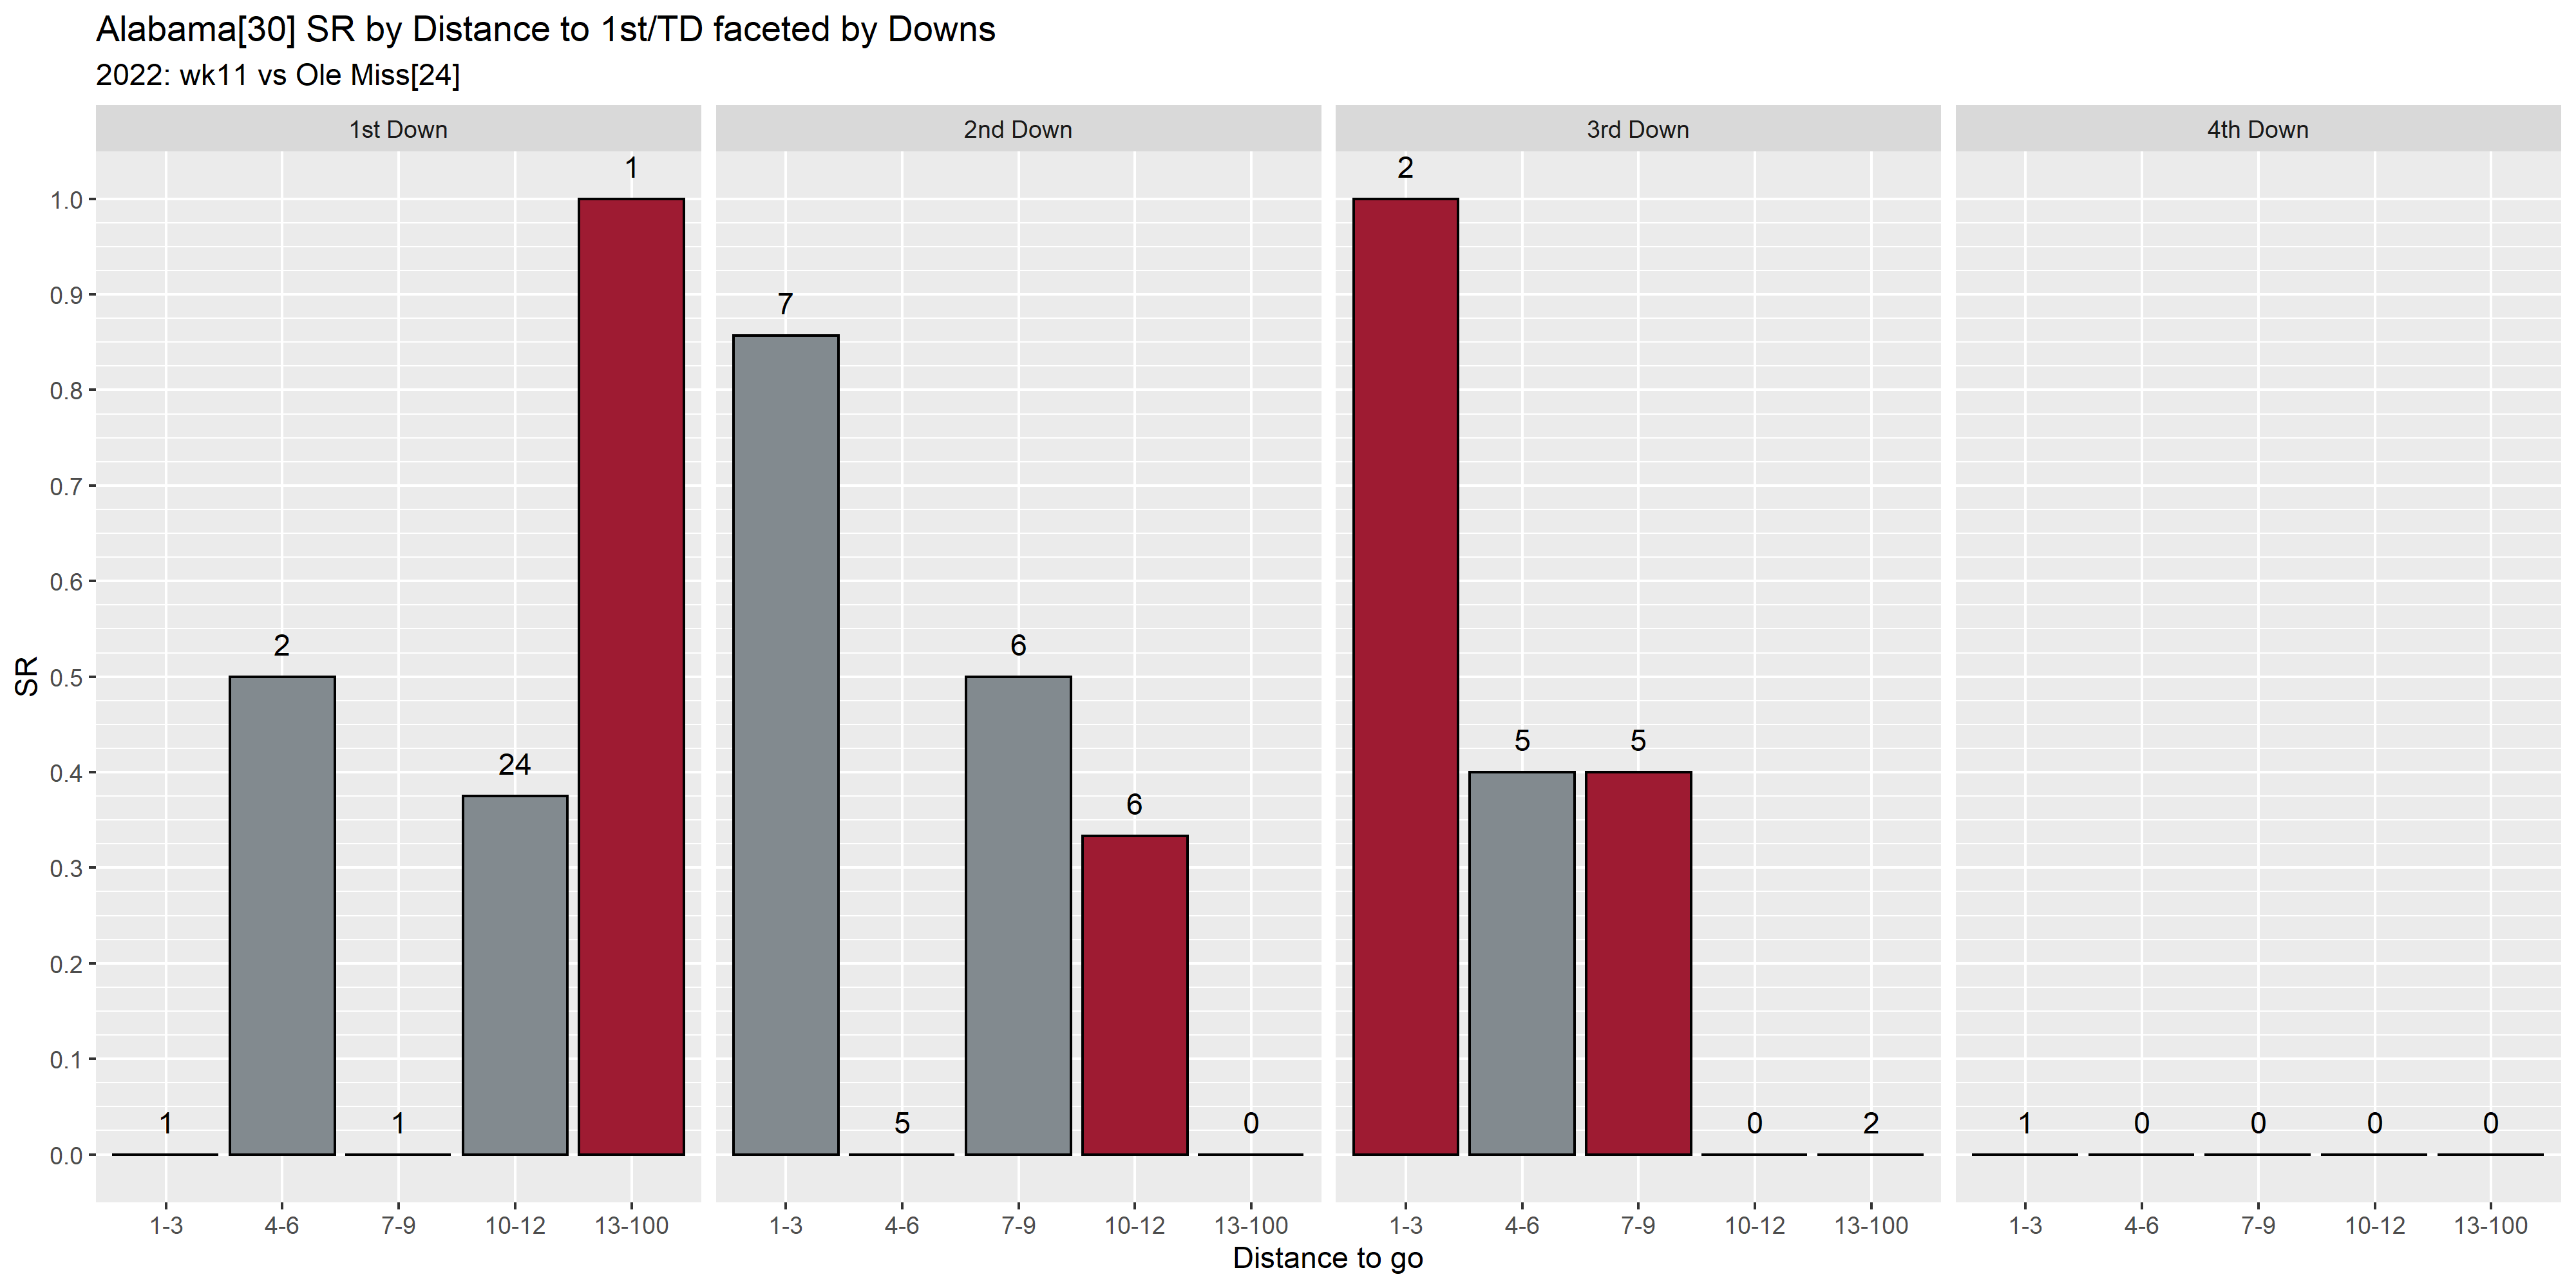 Alabama[30] SR by Distance to 1st/TD faceted by Downs
2022: wk11 vs Ole Miss[24]
1st Down 2nd Down 3rd Down 4th Down
SR
1.0
0.9
0.8
0.7
0.6
0.5
0.4
0.3
0.2
0.1
0.0
1 2 1 24 1
7 5 6 6 0
2 5 5 0 2
1 0 0 0 0
1-3 4-6 7-9 10-12 13-100 1-3 4-6 7-9 10-12 13-100 1-3 4-6 7-9 10-12 13-100 1-3 4-6 7-9 10-12 13-100
Distance to go